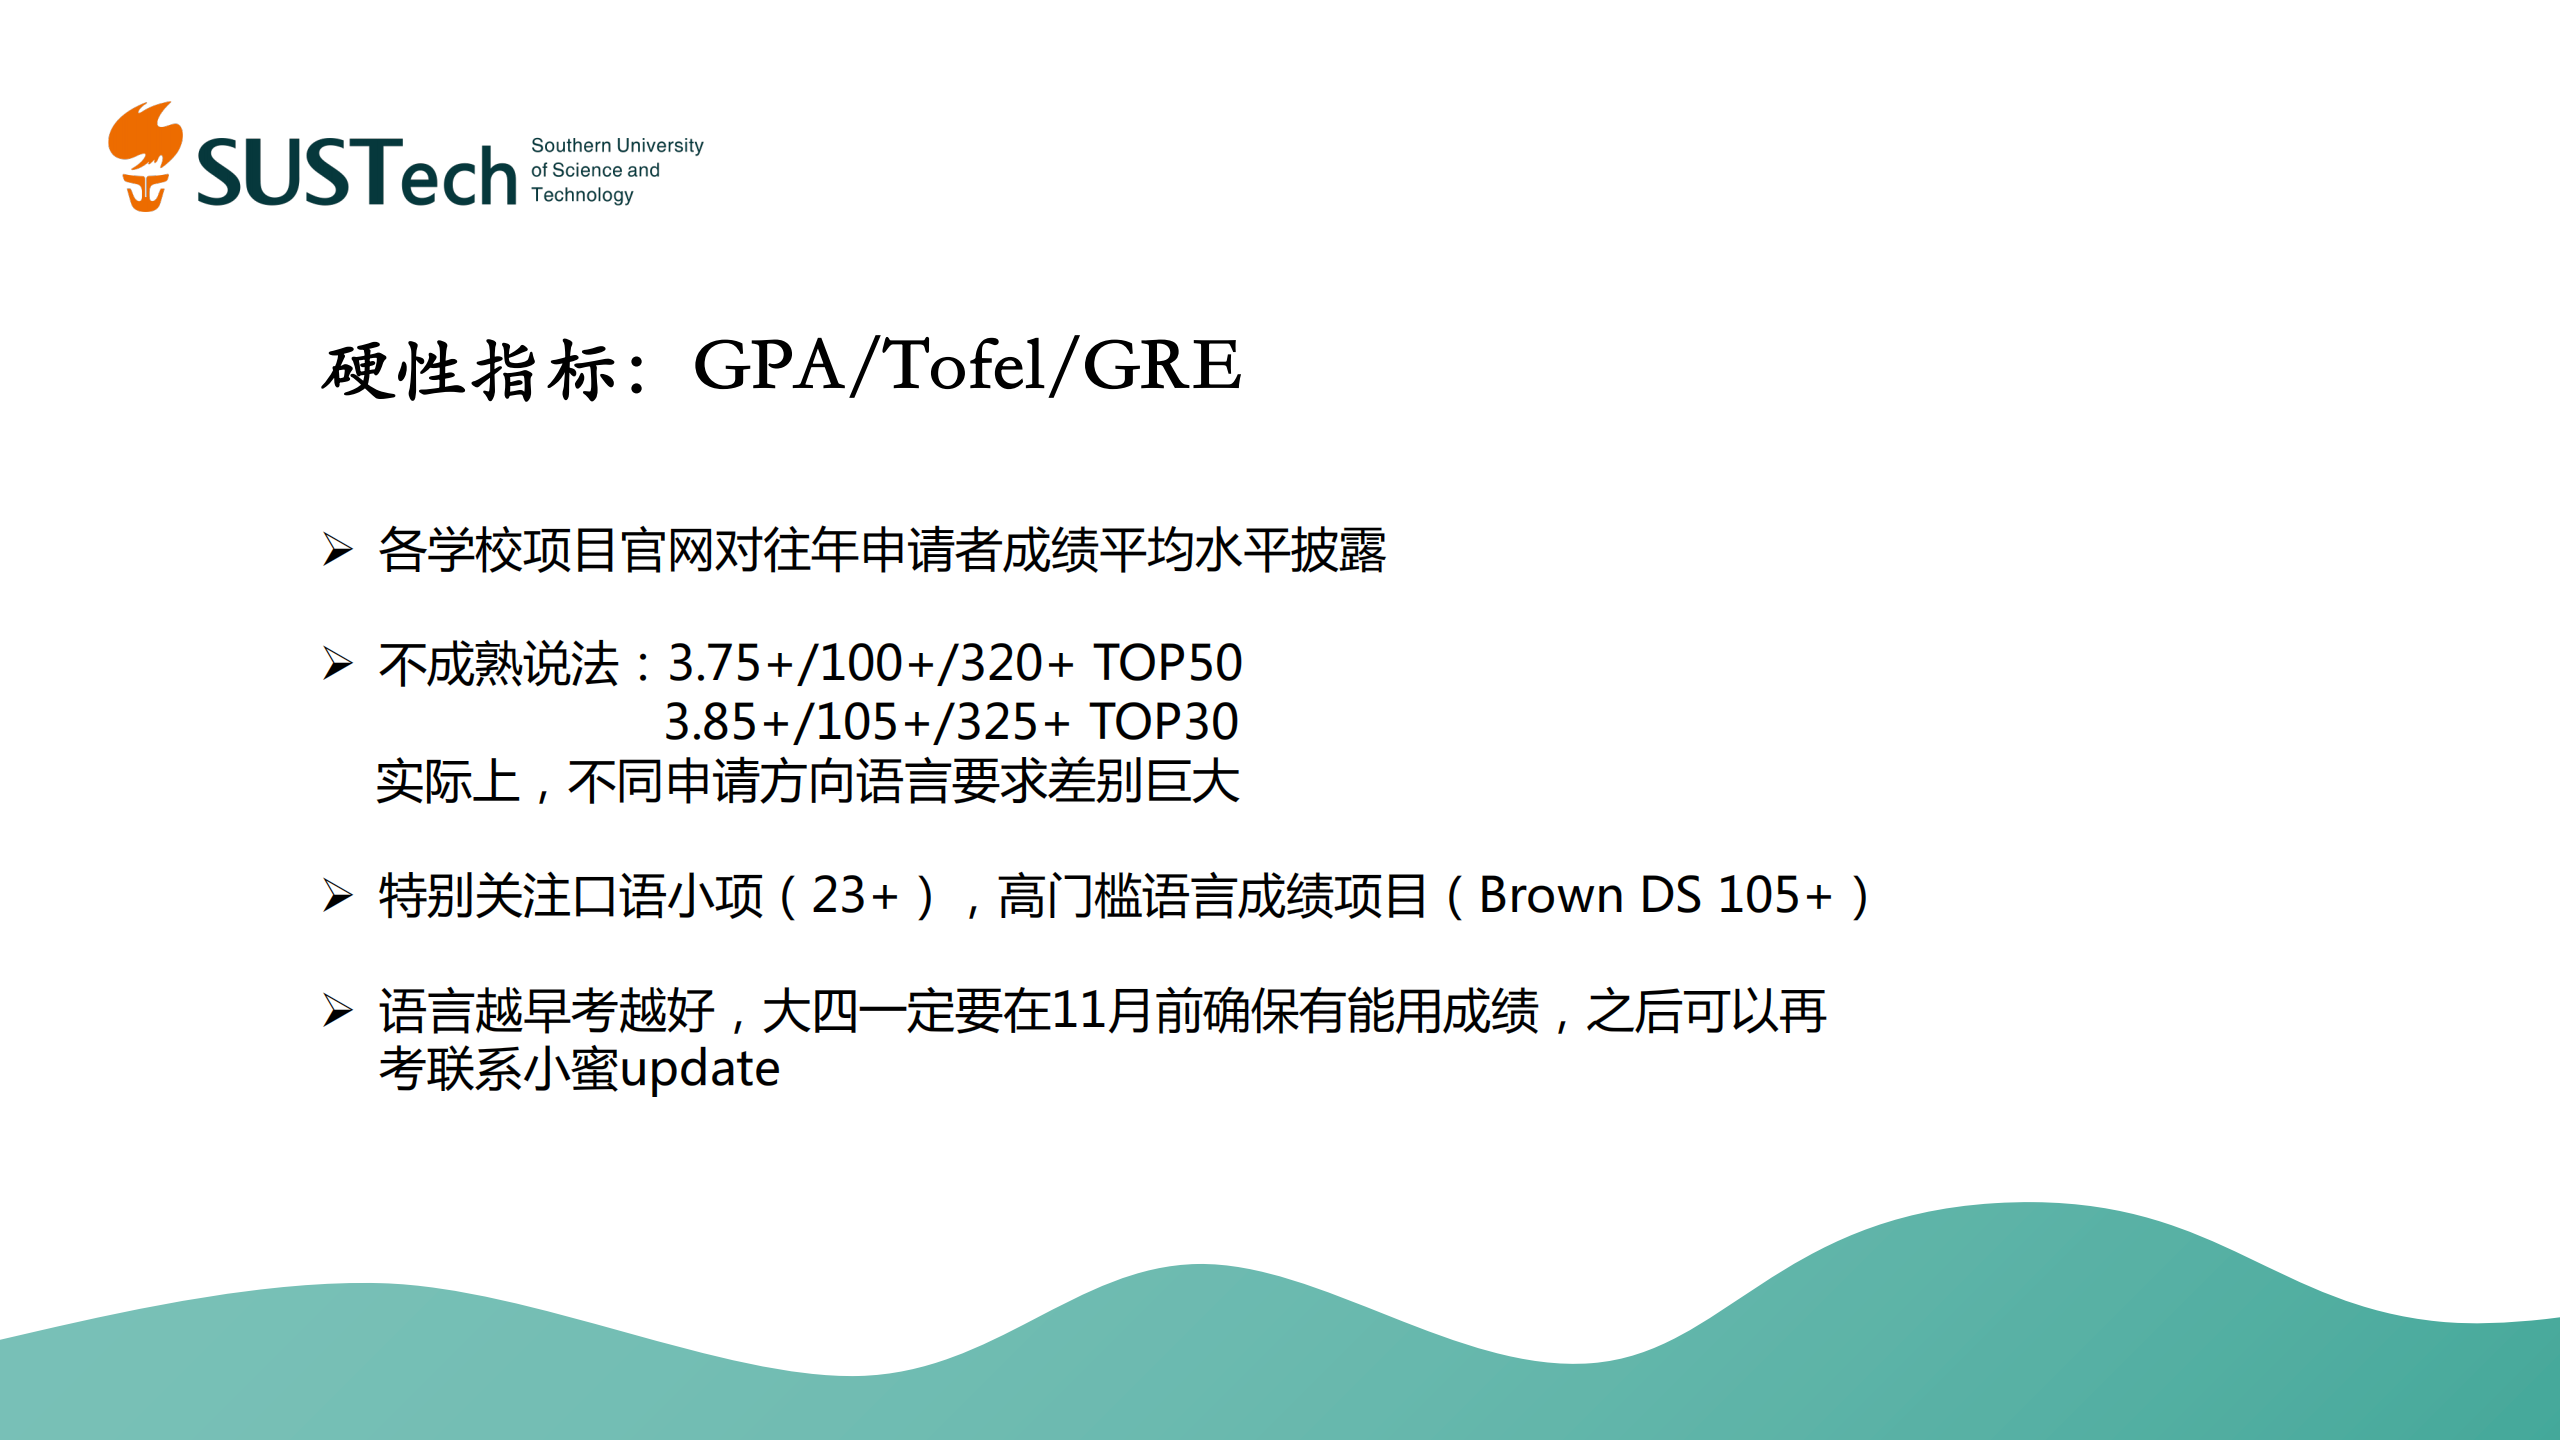 SUSTech
Southern University
of Science and
Technology
硬性指标：GPA/Tofel/GRE
➢ 各学校项目官网对往年申请者成绩平均水平披露
➢ 不成熟说法：3.75+/100+/320+ TOP50
3.85+/105+/325+ TOP30
实际上，不同申请方向语言要求差别巨大
➢ 特别关注口语小项（23+），高门槛语言成绩项目（Brown DS 105+）
➢ 语言越早考越好，大四一定要在11月前确保有能用成绩，之后可以再
考联系小蜜update